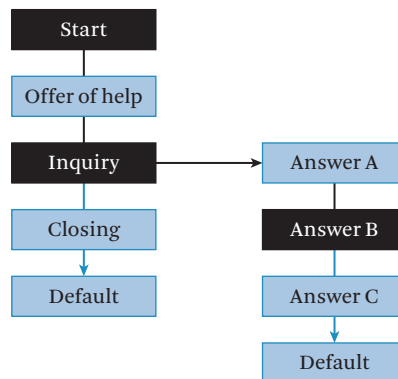 Start
Offer of help
Inquiry
Closing
Default
Answer A
Answer B
Answer C
Default